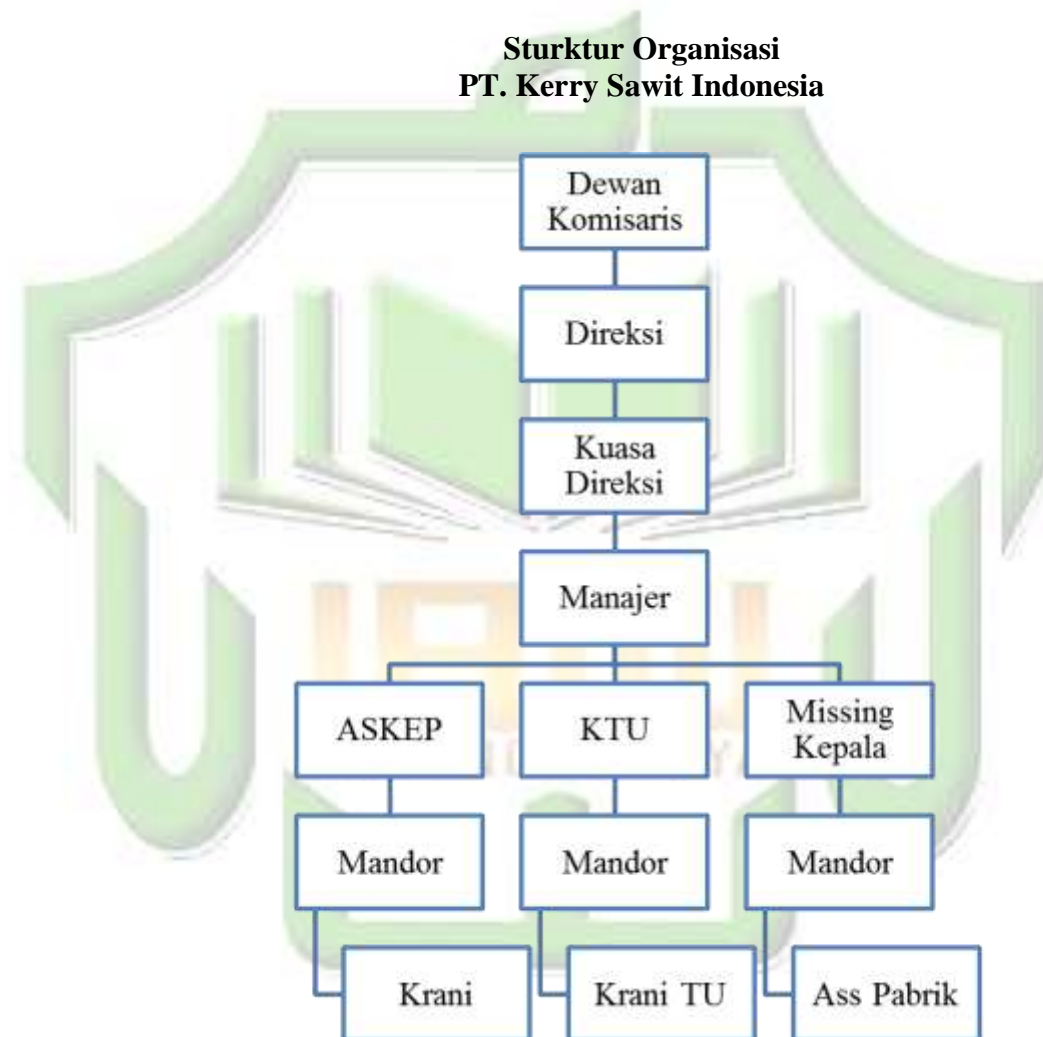 Sturktur Organisasi
PT. Kerry Sawit Indonesia
Dewan
Komisaris
Direksi
Kuasa
Direksi
Manajer
ASKEP
KTU
Missing
Kepala
Mandor
Mandor
Mandor
Krani
Krani TU
Ass Pabrik